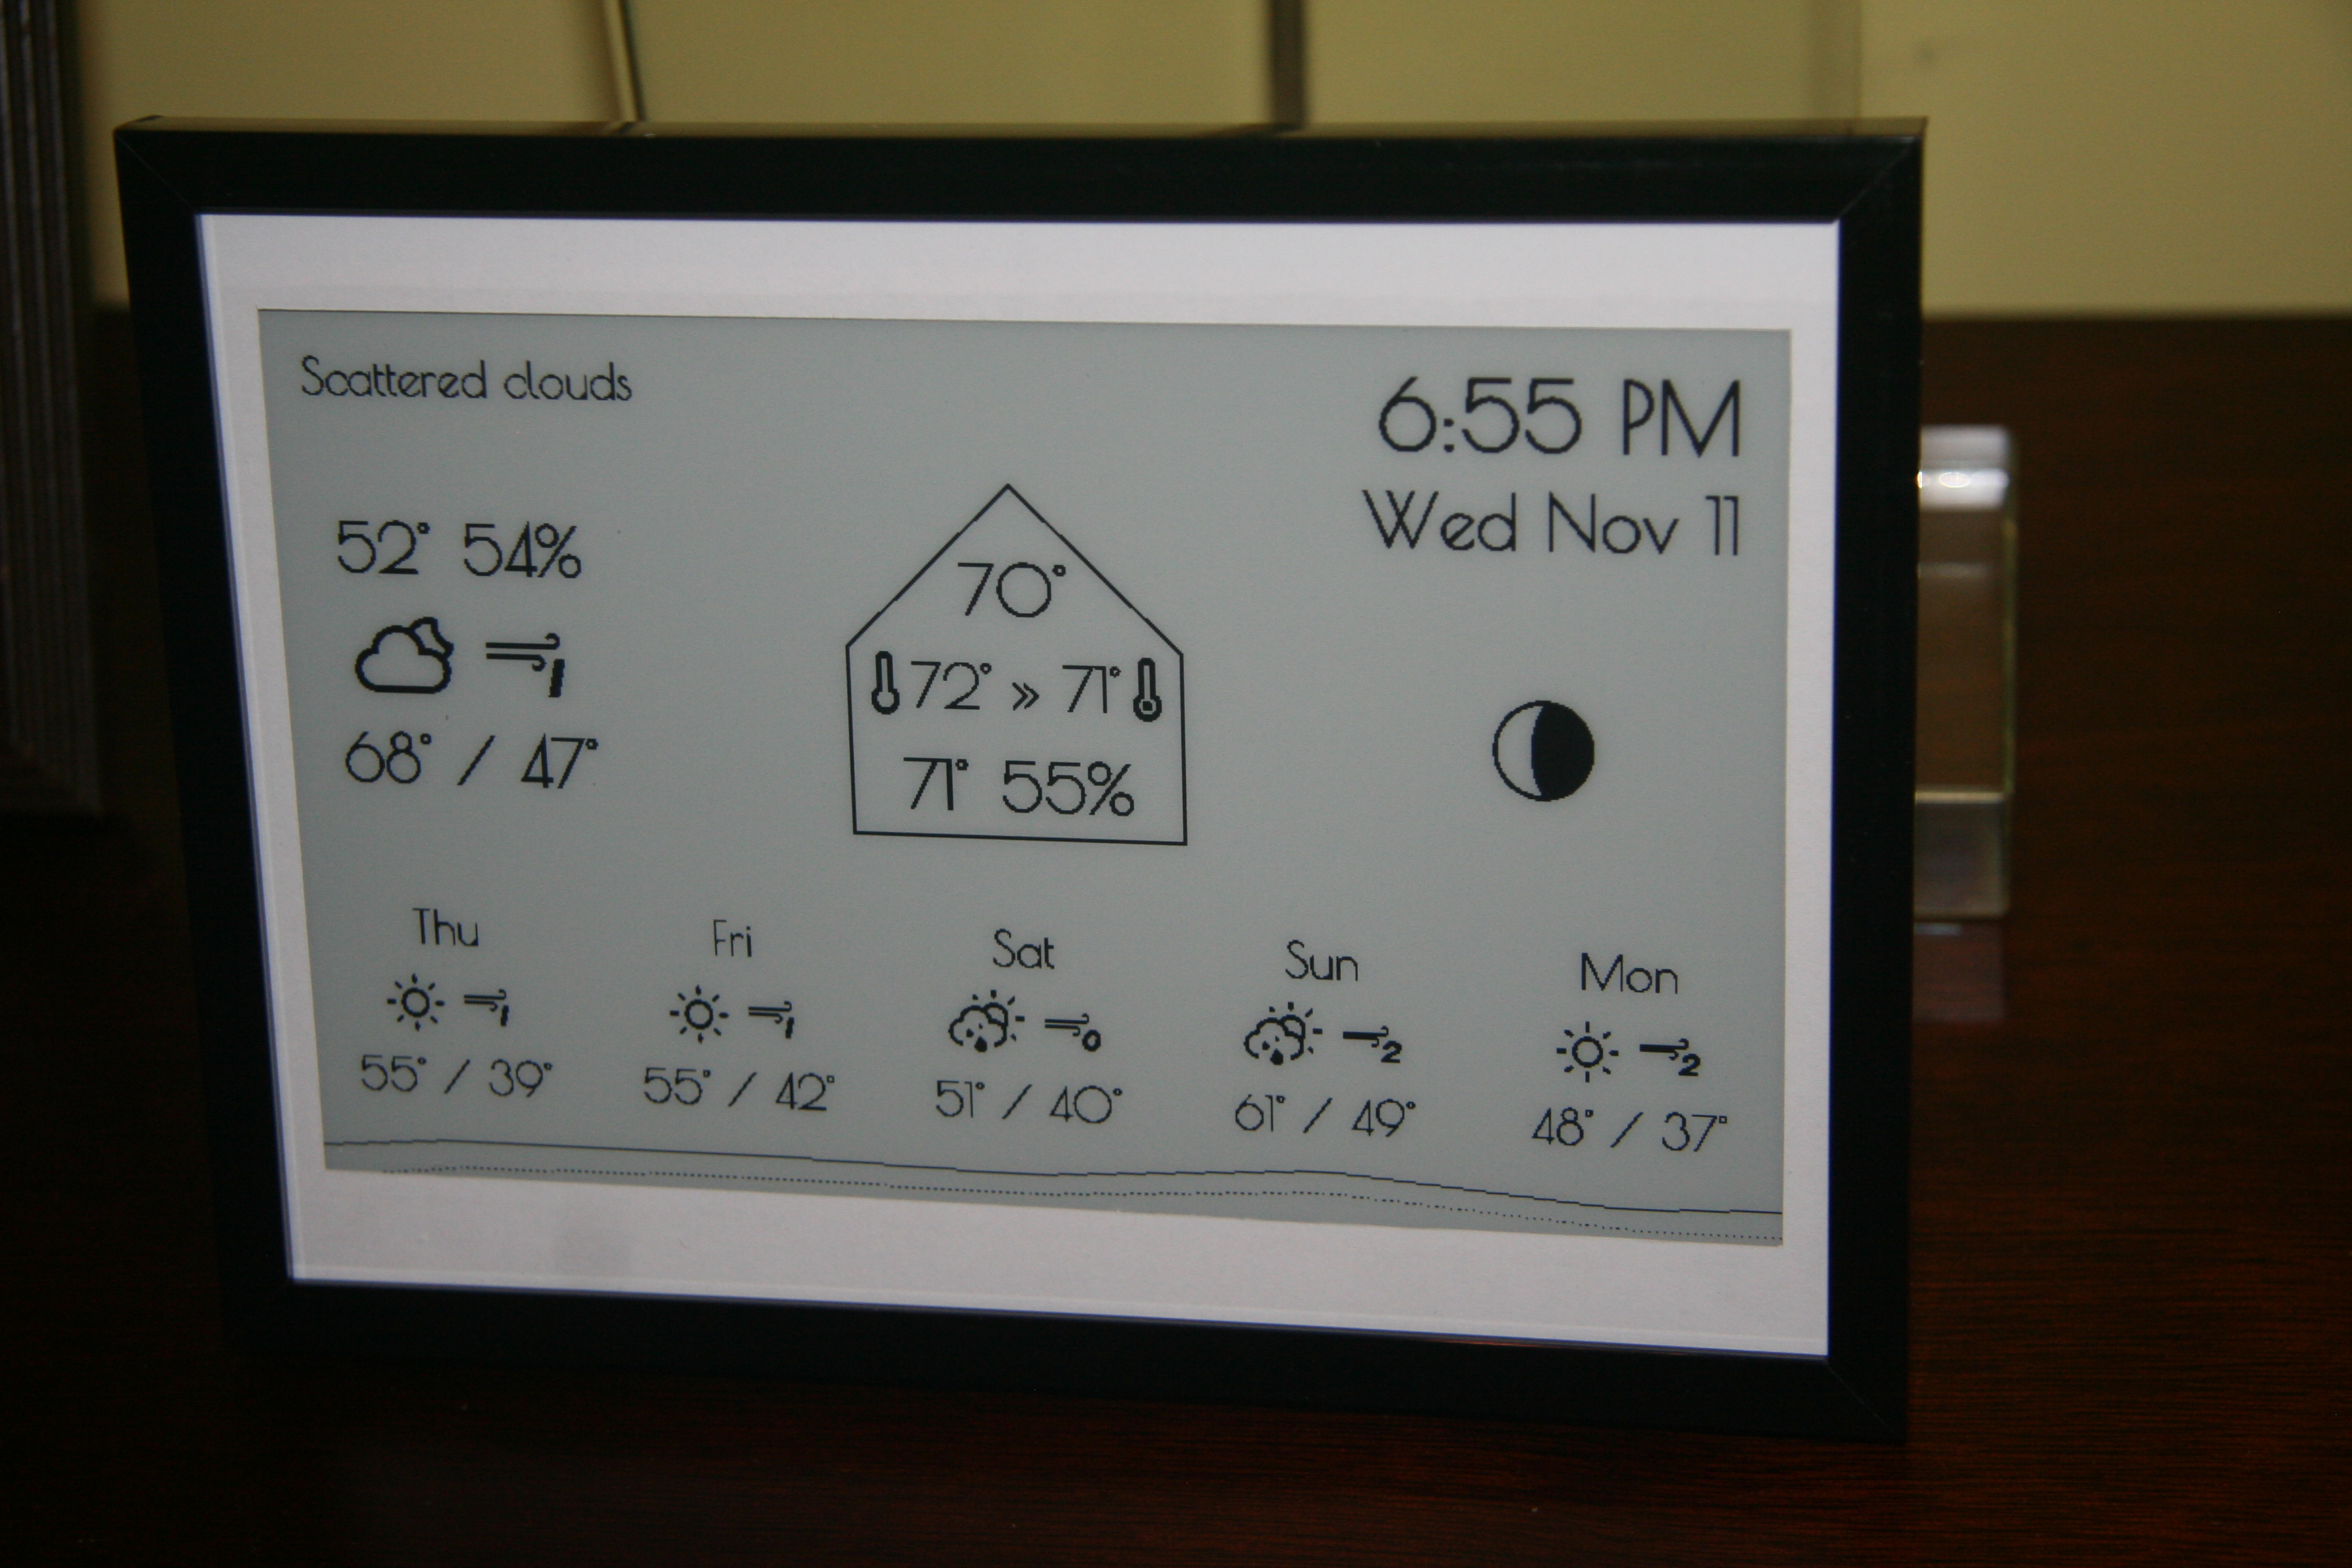 Scattered clouds
6:55 PM
Wed Nov 11
52° 54%
1
68° / 47°
70°
72° » 71°
71° 55%
Thu Fri Sat Sun Mon
1 1 0 2 2
55° / 39° 55° / 42° 51° / 40° 61° / 49° 48° / 37°